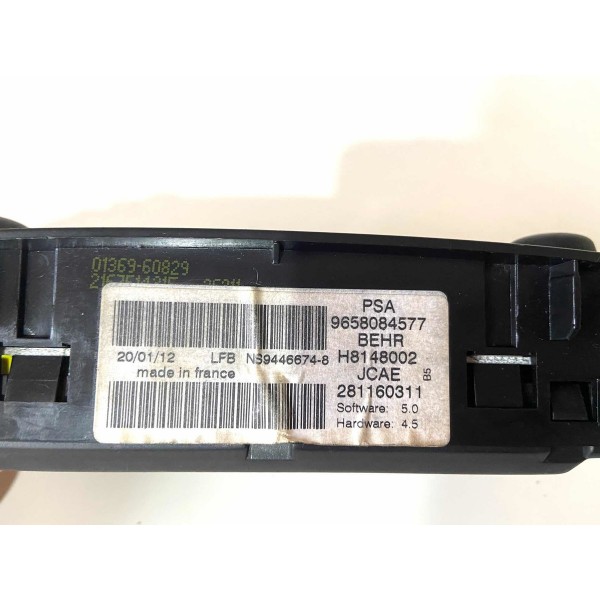 01369-60829
PSA
9658084577
BEHR
20/01/12 LFB NS9446674-8 H8148002
made in france JCAE B5
281160311
Software: 5.0
Hardware: 4.5